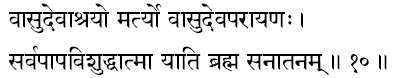 वासुदेवाश्रयो मर्त्यो वासुदेवपरायणः ।
सर्वपापविशुद्धात्मा याति ब्रह्म सनातनम् ॥ १० ॥